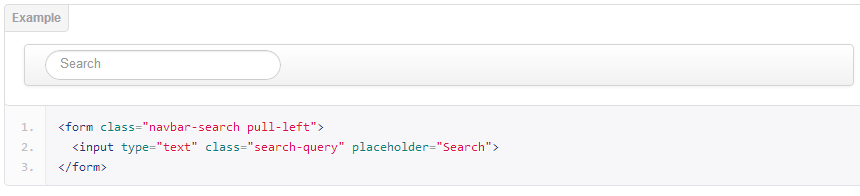 Example
Search
1. <form class="navbar-search pull-left">
2.   <input type="text" class="search-query" placeholder="Search">
3. </form>